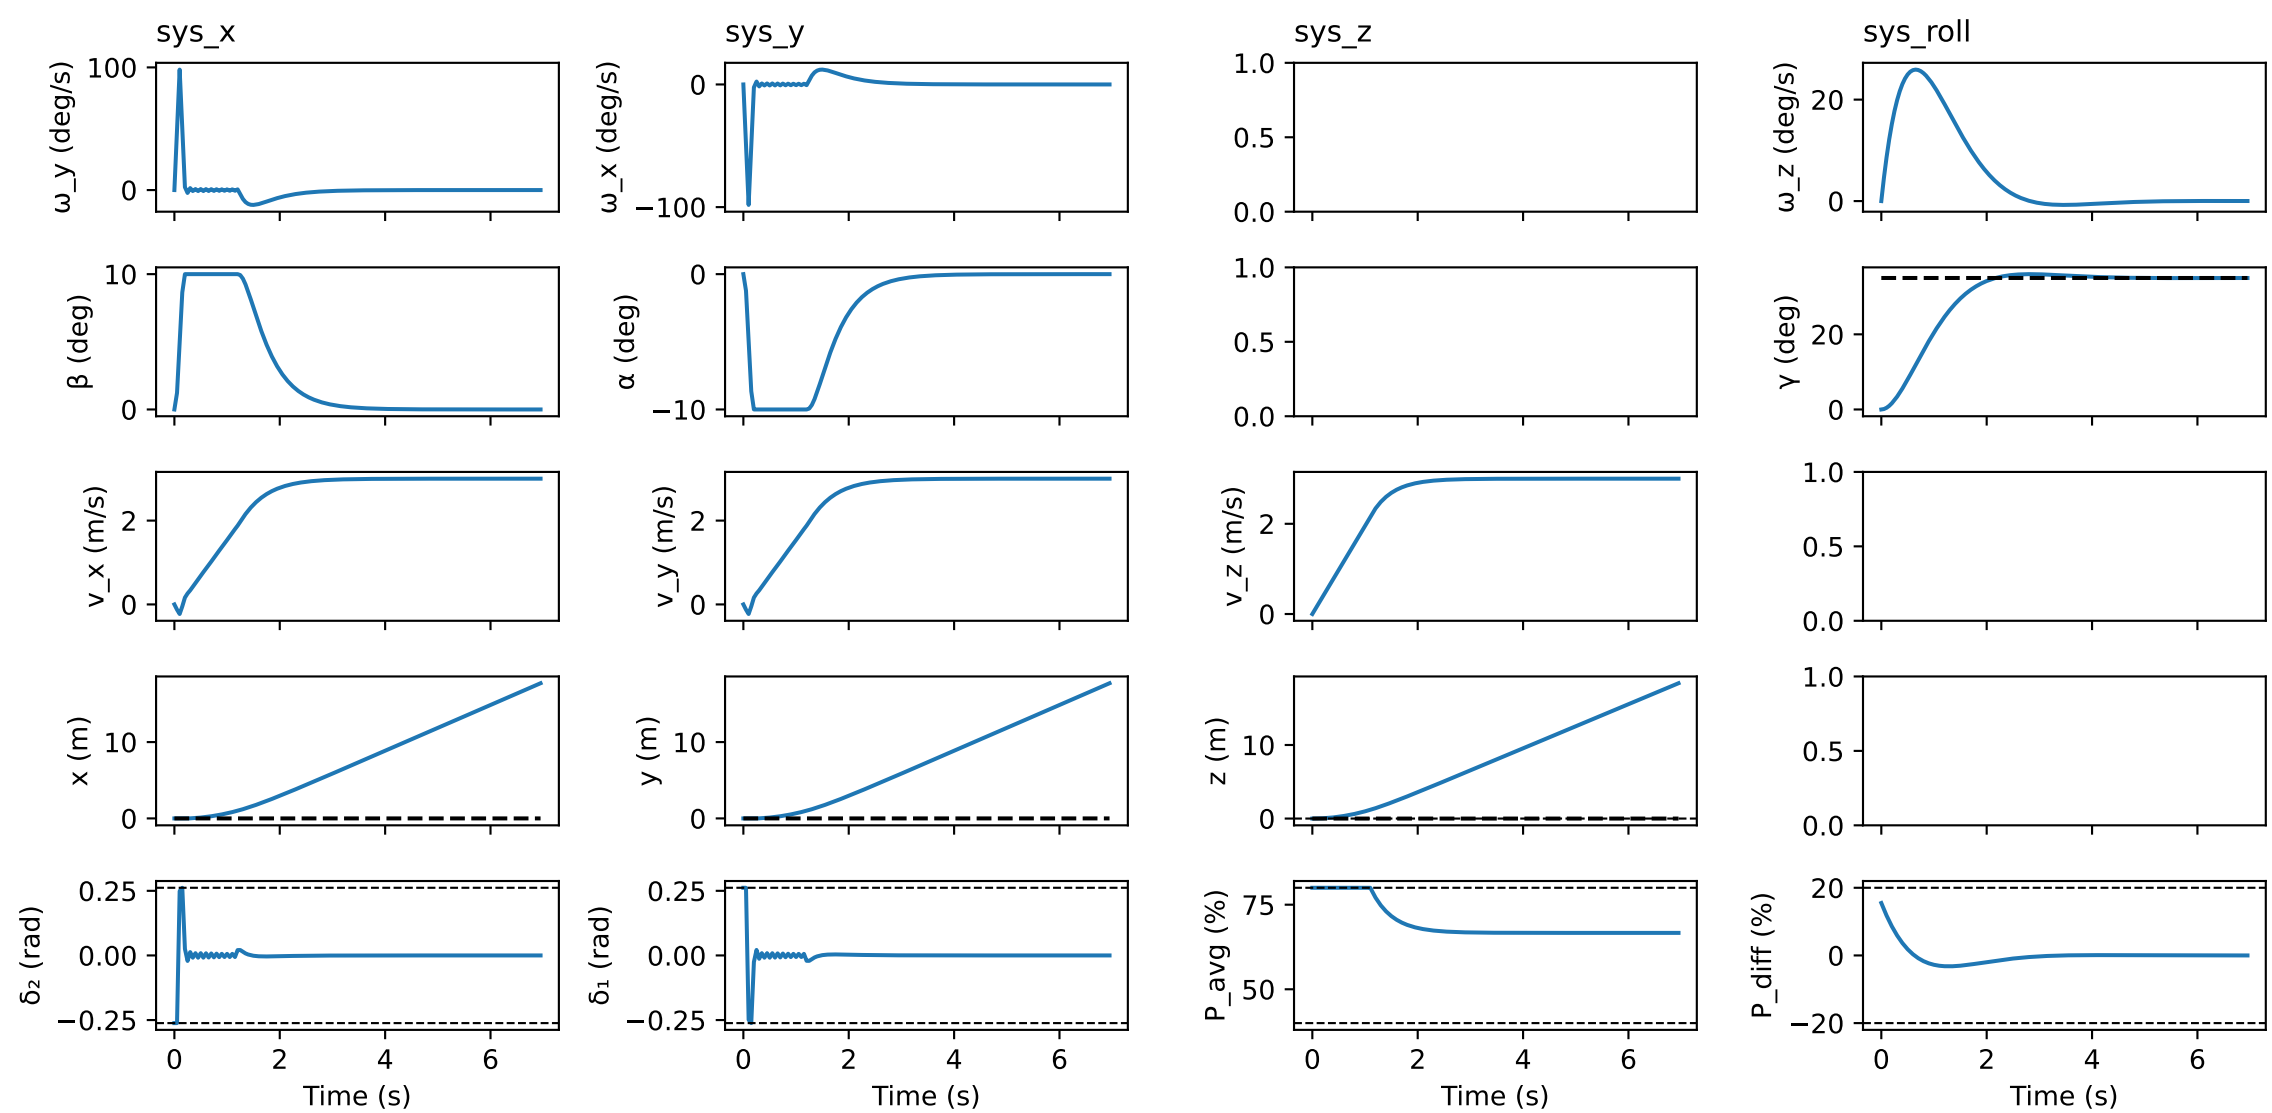 sys_x
sys_y
sys_z
sys_roll
ω_y (deg/s)
100
0
ω_x (deg/s)
0
−100
1.0
0.5
0.0
ω_z (deg/s)
20
0
β (deg)
10
0
α (deg)
0
−10
1.0
0.5
0.0
γ (deg)
20
0
v_x (m/s)
2
0
v_y (m/s)
2
0
v_z (m/s)
2
0
1.0
0.5
0.0
x (m)
10
0
y (m)
10
0
z (m)
10
0
1.0
0.5
0.0
δ₂ (rad)
0.25
0.00
−0.25
0 2 4 6
Time (s)
δ₁ (rad)
0.25
0.00
−0.25
0 2 4 6
Time (s)
P_avg (%)
75
50
0 2 4 6
Time (s)
P_diff (%)
20
0
−20
0 2 4 6
Time (s)